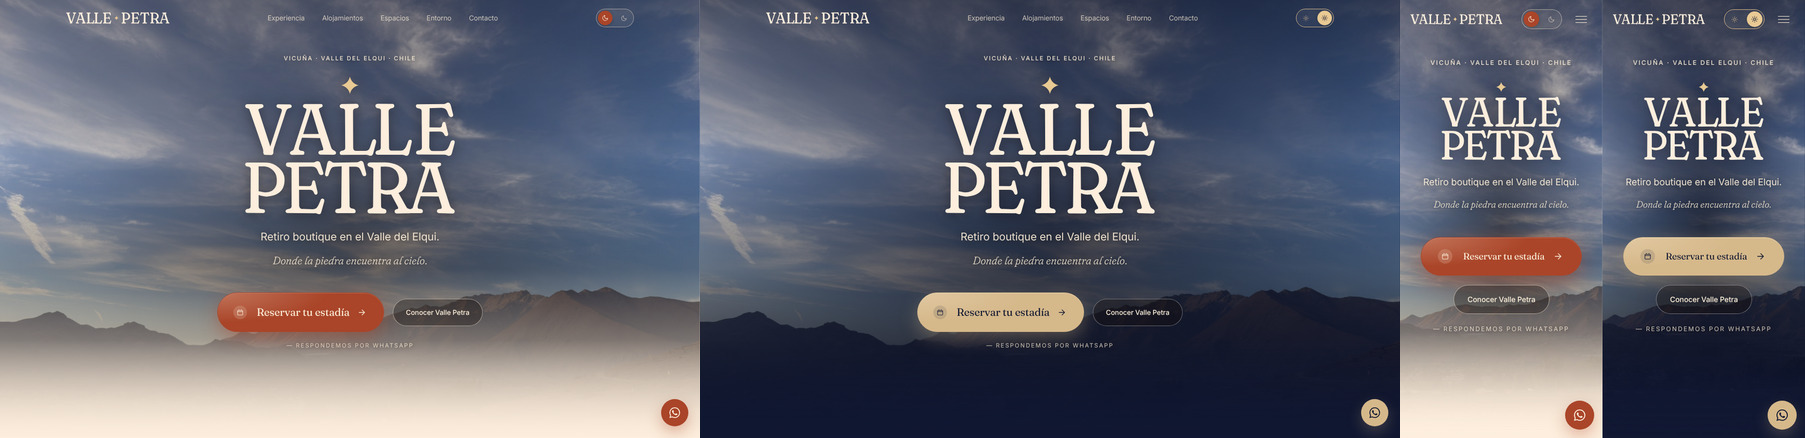 VALLE ✦ PETRA
Experiencia Alojamientos Espacios Entorno Contacto
VICUÑA · VALLE DEL ELQUI · CHILE
VALLE
PETRA
Retiro boutique en el Valle del Elqui.
Donde la piedra encuentra al cielo.
Reservar tu estadía →
Conocer Valle Petra
— RESPONDEMOS POR WHATSAPP
VALLE ✦ PETRA
Experiencia Alojamientos Espacios Entorno Contacto
VICUÑA · VALLE DEL ELQUI · CHILE
VALLE
PETRA
Retiro boutique en el Valle del Elqui.
Donde la piedra encuentra al cielo.
Reservar tu estadía →
Conocer Valle Petra
— RESPONDEMOS POR WHATSAPP
VALLE ✦ PETRA
VICUÑA · VALLE DEL ELQUI · CHILE
VALLE
PETRA
Retiro boutique en el Valle del Elqui.
Donde la piedra encuentra al cielo.
Reservar tu estadía →
Conocer Valle Petra
— RESPONDEMOS POR WHATSAPP
VALLE ✦ PETRA
VICUÑA · VALLE DEL ELQUI · CHILE
VALLE
PETRA
Retiro boutique en el Valle del Elqui.
Donde la piedra encuentra al cielo.
Reservar tu estadía →
Conocer Valle Petra
— RESPONDEMOS POR WHATSAPP